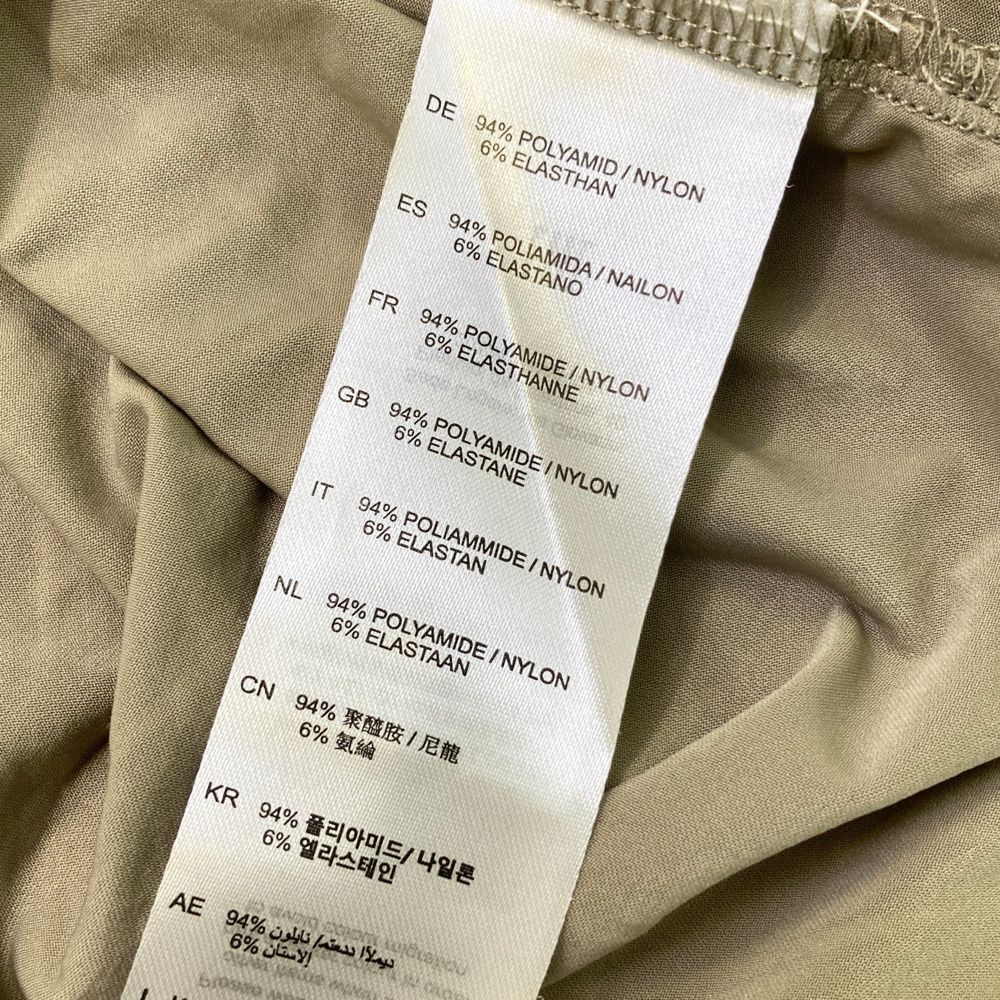 DE 94% POLYAMID / NYLON
6% ELASTHAN
ES 94% POLIAMIDA / NAILON
6% ELASTANO
FR 94% POLYAMIDE / NYLON
6% ELASTHANNE
GB 94% POLYAMIDE / NYLON
6% ELASTANE
IT 94% POLIAMMIDE / NYLON
6% ELASTAN
NL 94% POLYAMIDE / NYLON
6% ELASTAAN
CN 94% 聚醯胺 / 尼龍
6% 氨綸
KR 94% 폴리아미드/ 나일론
6% 엘라스테인
AE 94% نايلون
6%